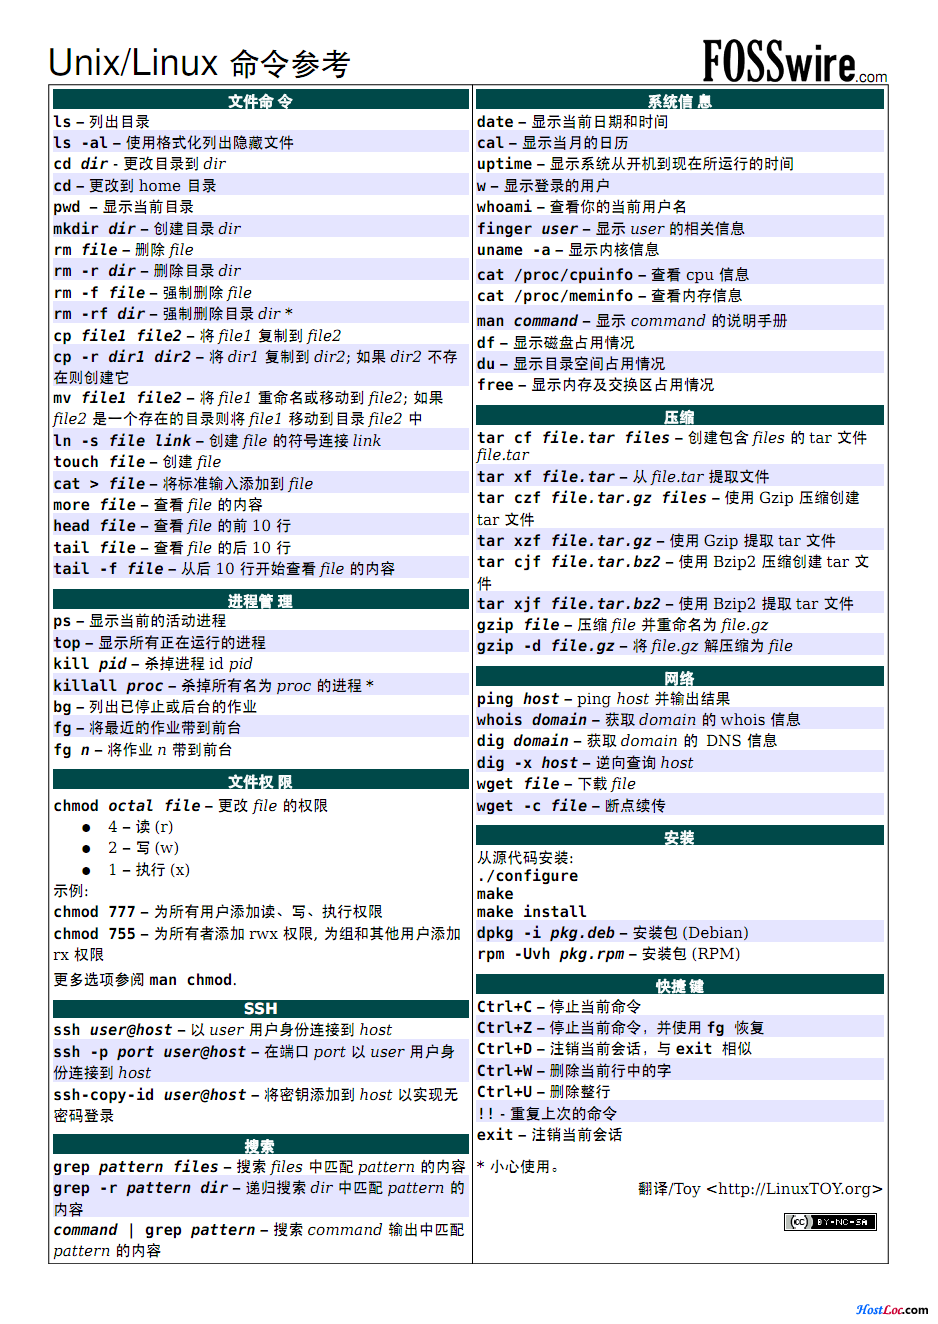 Unix/Linux 命令参考
FOSSwire.com
文件命令
ls – 列出目录
ls -al – 使用格式化列出隐藏文件
cd dir - 更改目录到 dir
cd – 更改到 home 目录
pwd – 显示当前目录
mkdir dir – 创建目录 dir
rm file – 删除 file
rm -r dir – 删除目录 dir
rm -f file – 强制删除 file
rm -rf dir – 强制删除目录 dir *
cp file1 file2 – 将 file1 复制到 file2
cp -r dir1 dir2 – 将 dir1 复制到 dir2; 如果 dir2 不存
在则创建它
mv file1 file2 – 将 file1 重命名或移动到 file2; 如果
file2 是一个存在的目录则将 file1 移动到目录 file2 中
ln -s file link – 创建 file 的符号连接 link
touch file – 创建 file
cat > file – 将标准输入添加到 file
more file – 查看 file 的内容
head file – 查看 file 的前 10 行
tail file – 查看 file 的后 10 行
tail -f file – 从后 10 行开始查看 file 的内容
进程管理
ps – 显示当前的活动进程
top – 显示所有正在运行的进程
kill pid – 杀掉进程 id pid
killall proc – 杀掉所有名为 proc 的进程 *
bg – 列出已停止或后台的作业
fg – 将最近的作业带到前台
fg n – 将作业 n 带到前台
文件权限
chmod octal file – 更改 file 的权限
● 4 – 读 (r)
● 2 – 写 (w)
● 1 – 执行 (x)
示例:
chmod 777 – 为所有用户添加读、写、执行权限
chmod 755 – 为所有者添加 rwx 权限, 为组和其他用户添加
rx 权限
更多选项参阅 man chmod.
SSH
ssh user@host – 以 user 用户身份连接到 host
ssh -p port user@host – 在端口 port 以 user 用户身
份连接到 host
ssh-copy-id user@host – 将密钥添加到 host 以实现无
密码登录
搜索
grep pattern files – 搜索 files 中匹配 pattern 的内容
grep -r pattern dir – 递归搜索 dir 中匹配 pattern 的
内容
command | grep pattern – 搜索 command 输出中匹配
pattern 的内容
系统信息
date – 显示当前日期和时间
cal – 显示当月的日历
uptime – 显示系统从开机到现在所运行的时间
w – 显示登录的用户
whoami – 查看你的当前用户名
finger user – 显示 user 的相关信息
uname -a – 显示内核信息
cat /proc/cpuinfo – 查看 cpu 信息
cat /proc/meminfo – 查看内存信息
man command – 显示 command 的说明手册
df – 显示磁盘占用情况
du – 显示目录空间占用情况
free – 显示内存及交换区占用情况
压缩
tar cf file.tar files – 创建包含 files 的 tar 文件
file.tar
tar xf file.tar – 从 file.tar 提取文件
tar czf file.tar.gz files – 使用 Gzip 压缩创建
tar 文件
tar xzf file.tar.gz – 使用 Gzip 提取 tar 文件
tar cjf file.tar.bz2 – 使用 Bzip2 压缩创建 tar 文
件
tar xjf file.tar.bz2 – 使用 Bzip2 提取 tar 文件
gzip file – 压缩 file 并重命名为 file.gz
gzip -d file.gz – 将 file.gz 解压缩为 file
网络
ping host – ping host 并输出结果
whois domain – 获取 domain 的 whois 信息
dig domain – 获取 domain 的 DNS 信息
dig -x host – 逆向查询 host
wget file – 下载 file
wget -c file – 断点续传
安装
从源代码安装:
./configure
make
make install
dpkg -i pkg.deb – 安装包 (Debian)
rpm -Uvh pkg.rpm – 安装包 (RPM)
快捷键
Ctrl+C – 停止当前命令
Ctrl+Z – 停止当前命令，并使用 fg 恢复
Ctrl+D – 注销当前会话，与 exit 相似
Ctrl+W – 删除当前行中的字
Ctrl+U – 删除整行
!! - 重复上次的命令
exit – 注销当前会话
* 小心使用。
翻译/Toy <http://LinuxTOY.org>
(cc) BY-NC-SA
HostLoc.com